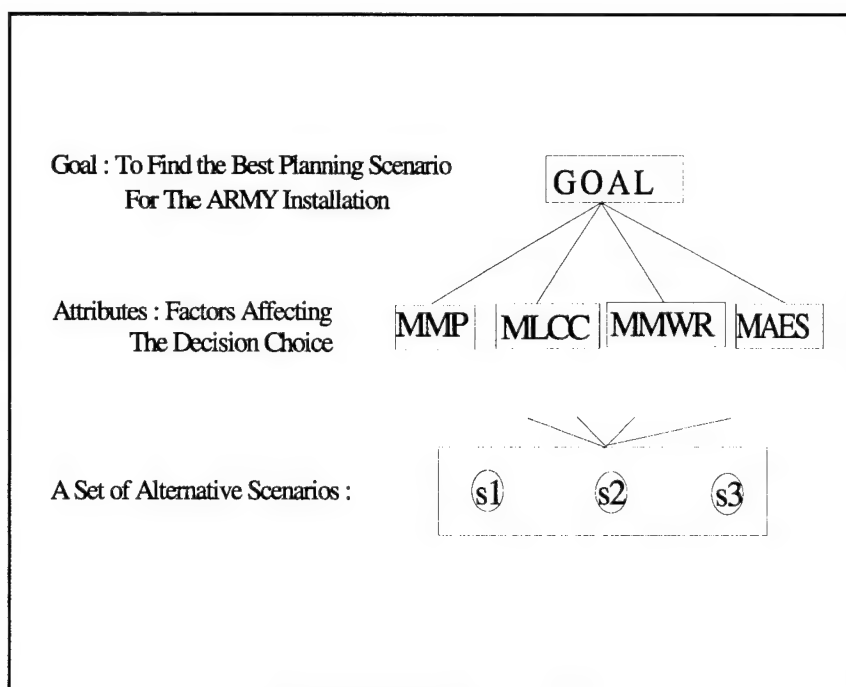 Goal : To Find the Best Planning Scenario
For The ARMY Installation
GOAL
Attributes : Factors Affecting
The Decision Choice
MMP
MLCC
MMWR
MAES
A Set of Alternative Scenarios :
s1
s2
s3